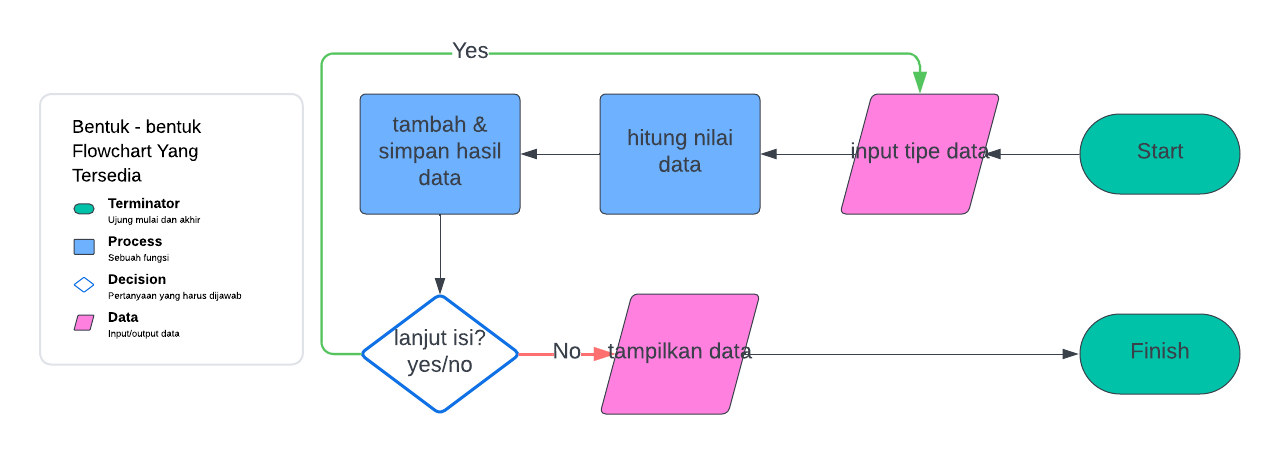 Yes
Bentuk - bentuk
Flowchart Yang
Tersedia
Terminator
Ujung mulai dan akhir
Process
Sebuah fungsi
Decision
Pertanyaan yang harus dijawab
Data
Input/output data
tambah &
simpan hasil
data
hitung nilai
data
input tipe data
Start
lanjut isi?
yes/no
No
tampilkan data
Finish